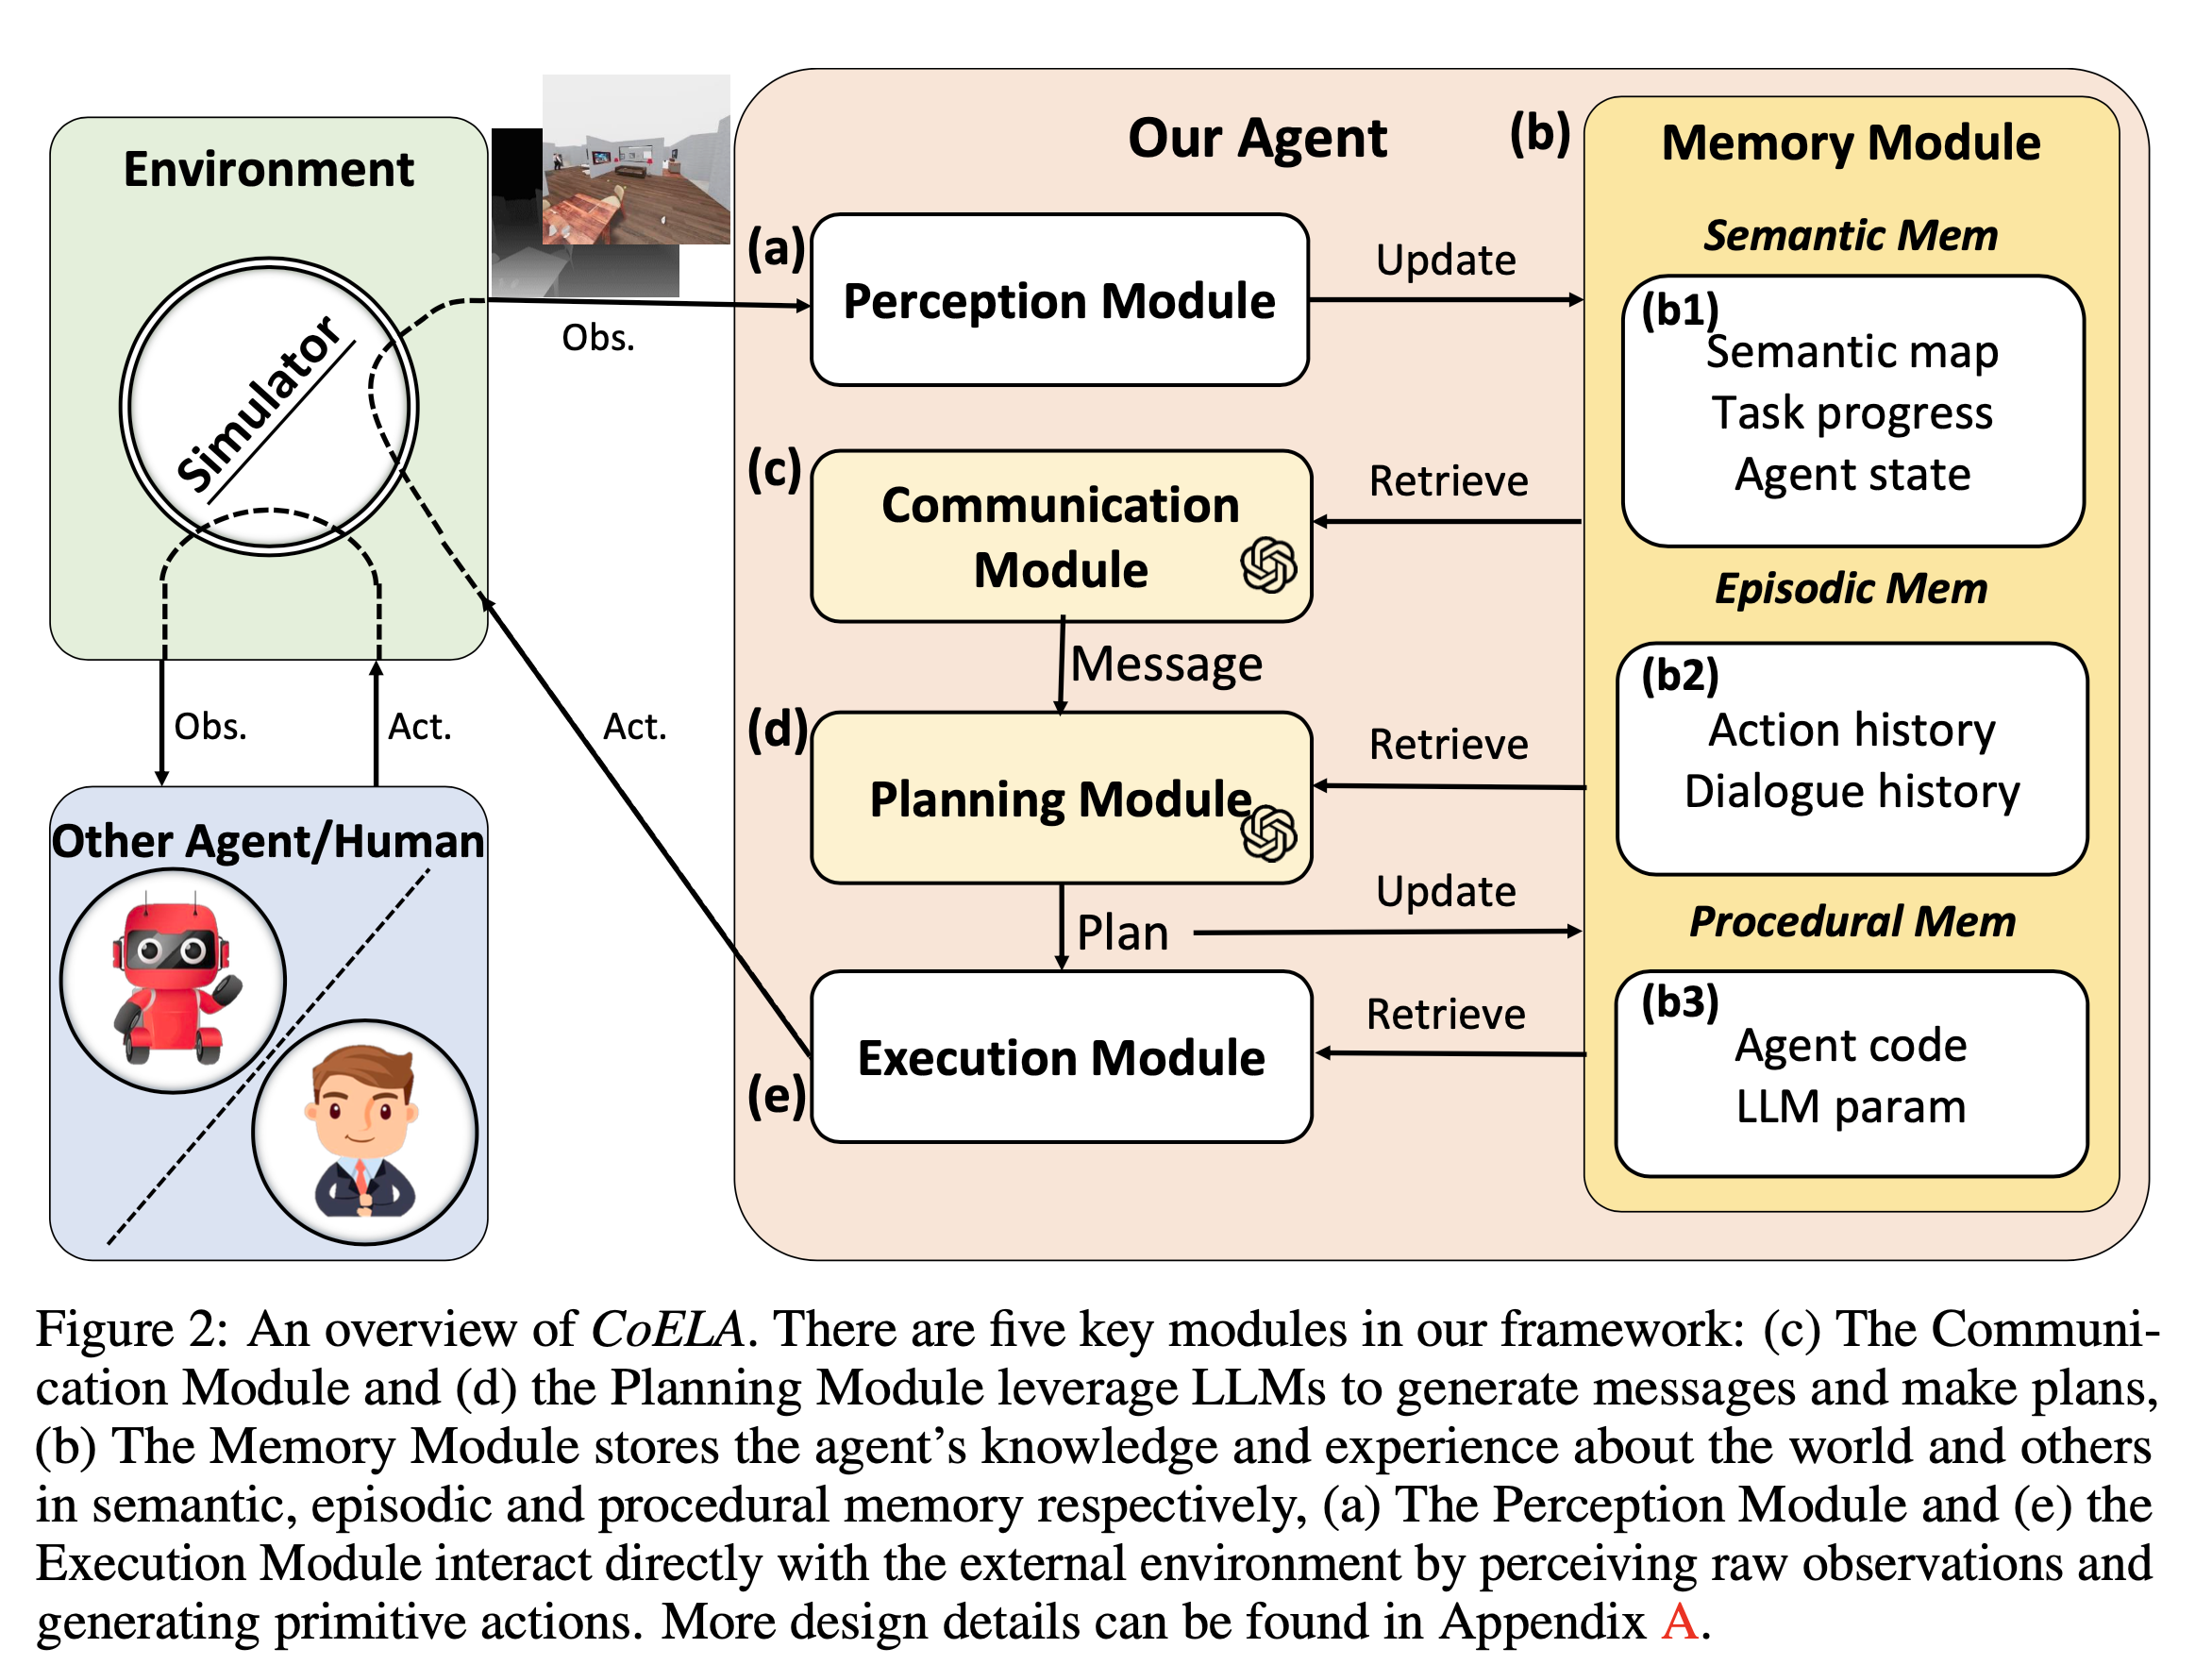 Environment
Simulator
Obs.
Act.
Other Agent/Human
Obs.
Act.
Our Agent
(a)
Perception Module
Update
(c)
Communication
Module
Retrieve
Message
(d)
Planning Module
Retrieve
Plan
Update
(e)
Execution Module
Retrieve
(b)
Memory Module
Semantic Mem
(b1)
Semantic map
Task progress
Agent state
Episodic Mem
(b2)
Action history
Dialogue history
Procedural Mem
(b3)
Agent code
LLM param
Figure 2: An overview of CoELA. There are five key modules in our framework: (c) The Communi-
cation Module and (d) the Planning Module leverage LLMs to generate messages and make plans,
(b) The Memory Module stores the agent’s knowledge and experience about the world and others
in semantic, episodic and procedural memory respectively, (a) The Perception Module and (e) the
Execution Module interact directly with the external environment by perceiving raw observations and
generating primitive actions. More design details can be found in Appendix A.